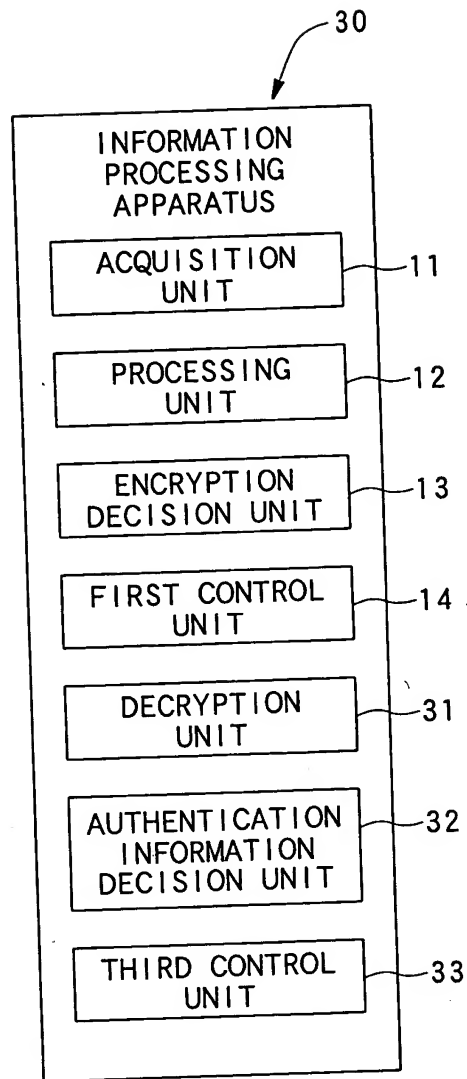 30
INFORMATION
PROCESSING
APPARATUS
ACQUISITION
UNIT
11
PROCESSING
UNIT
12
ENCRYPTION
DECISION UNIT
13
FIRST CONTROL
UNIT
14
DECRYPTION
UNIT
31
AUTHENTICATION
INFORMATION
DECISION UNIT
32
THIRD CONTROL
UNIT
33